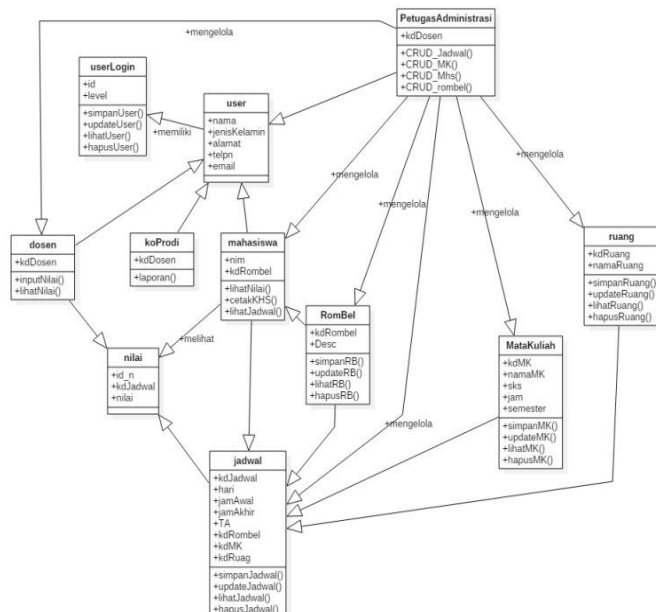 PetugasAdministrasi
+kdDosen
+CRUD_Jadwal()
+CRUD_MK()
+CRUD_Mhs()
+CRUD_rombel()
+mengelola
userLogin
+id
+level
+simpanUser()
+updateUser()
+lihatUser()
+hapusUser()
+memiliki
user
+nama
+jenisKelamin
+alamat
+telpn
+email
+mengelola
+mengelola
+mengelola
+mengelola
dosen
+kdDosen
+inputNilai()
+lihatNilai()
koProdi
+kdDosen
+laporan()
mahasiswa
+nim
+kdRombel
+lihatNilai()
+cetakKHS()
+lihatJadwal()
ruang
+kdRuang
+namaRuang
+simpanRuang()
+updateRuang()
+lihatRuang()
+hapusRuang()
RomBel
+kdRombel
+Desc
+simpanRB()
+updateRB()
+lihatRB()
+hapusRB()
+melihat
nilai
+id_n
+kdJadwal
+nilai
MataKuliah
+kdMK
+namaMK
+sks
+jam
+semester
+simpanMK()
+updateMK()
+lihatMK()
+hapusMK()
+mengelola
jadwal
+kdJadwal
+hari
+jamAwal
+jamAkhir
+TA
+kdRombel
+kdMK
+kdRuag
+simpanJadwal()
+updateJadwal()
+lihatJadwal()
+hapusJadwal()